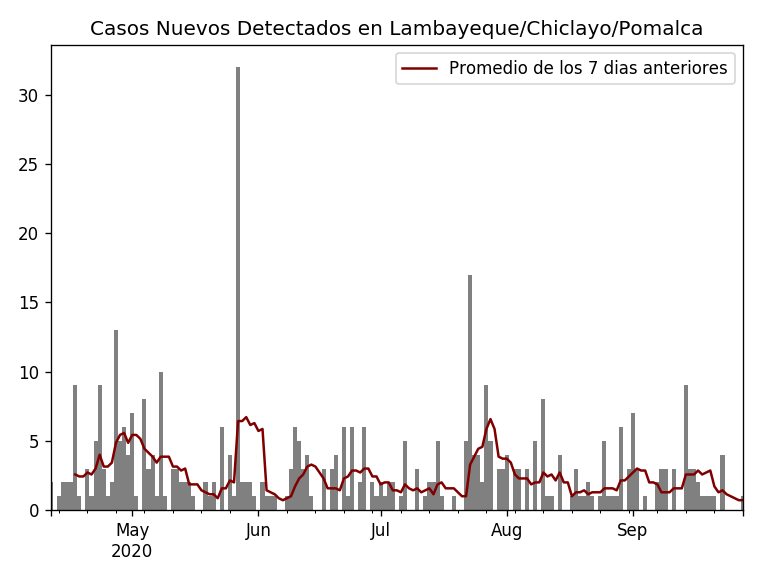 Casos Nuevos Detectados en Lambayeque/Chiclayo/Pomalca
Promedio de los 7 dias anteriores
30
25
20
15
10
5
0
May Jun Jul Aug Sep
2020